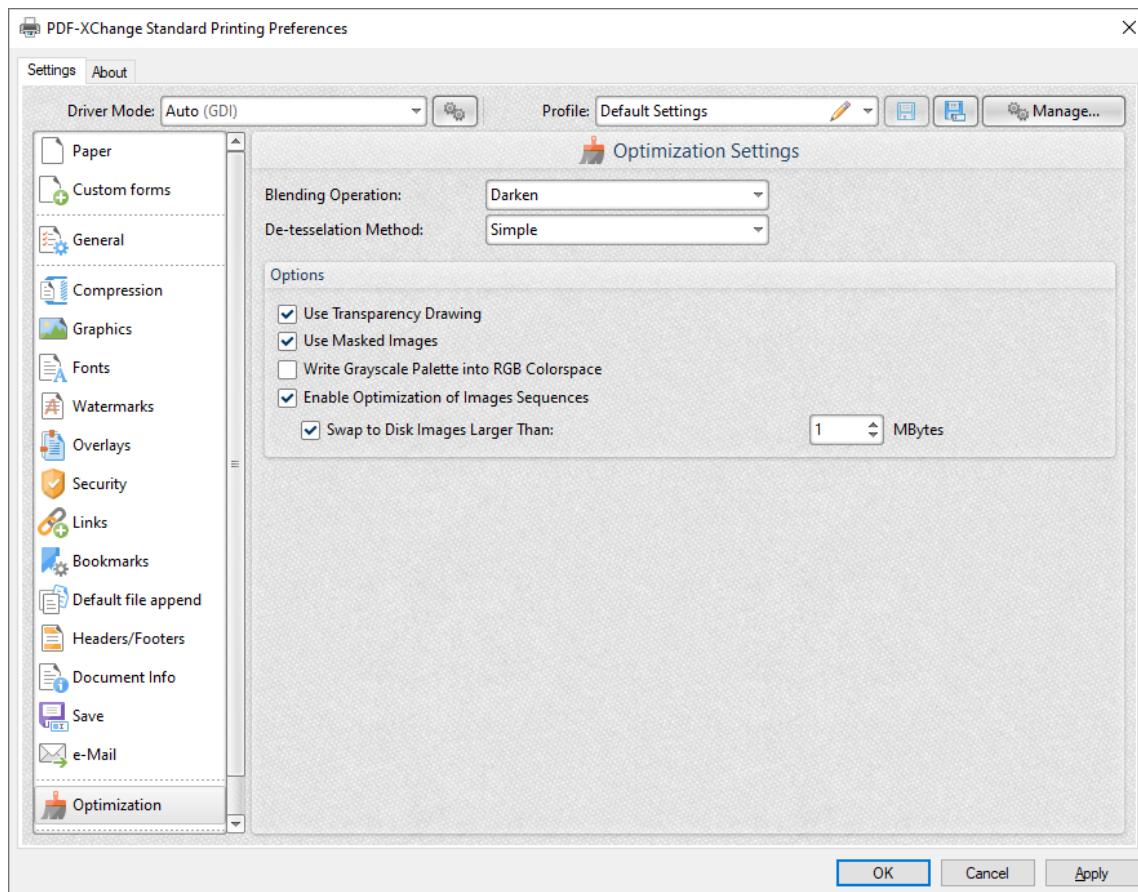 PDF-XChange Standard Printing Preferences
Settings About
Driver Mode: Auto (GDI) Profile: Default Settings Manage...
Paper
Custom forms
General
Compression
Graphics
Fonts
Watermarks
Overlays
Security
Links
Bookmarks
Default file append
Headers/Footers
Document Info
Save
e-Mail
Optimization
Optimization Settings
Blending Operation: Darken
De-tesselation Method: Simple
Options
Use Transparency Drawing
Use Masked Images
Write Grayscale Palette into RGB Colorspace
Enable Optimization of Images Sequences
Swap to Disk Images Larger Than: 1 MBytes
OK Cancel Apply